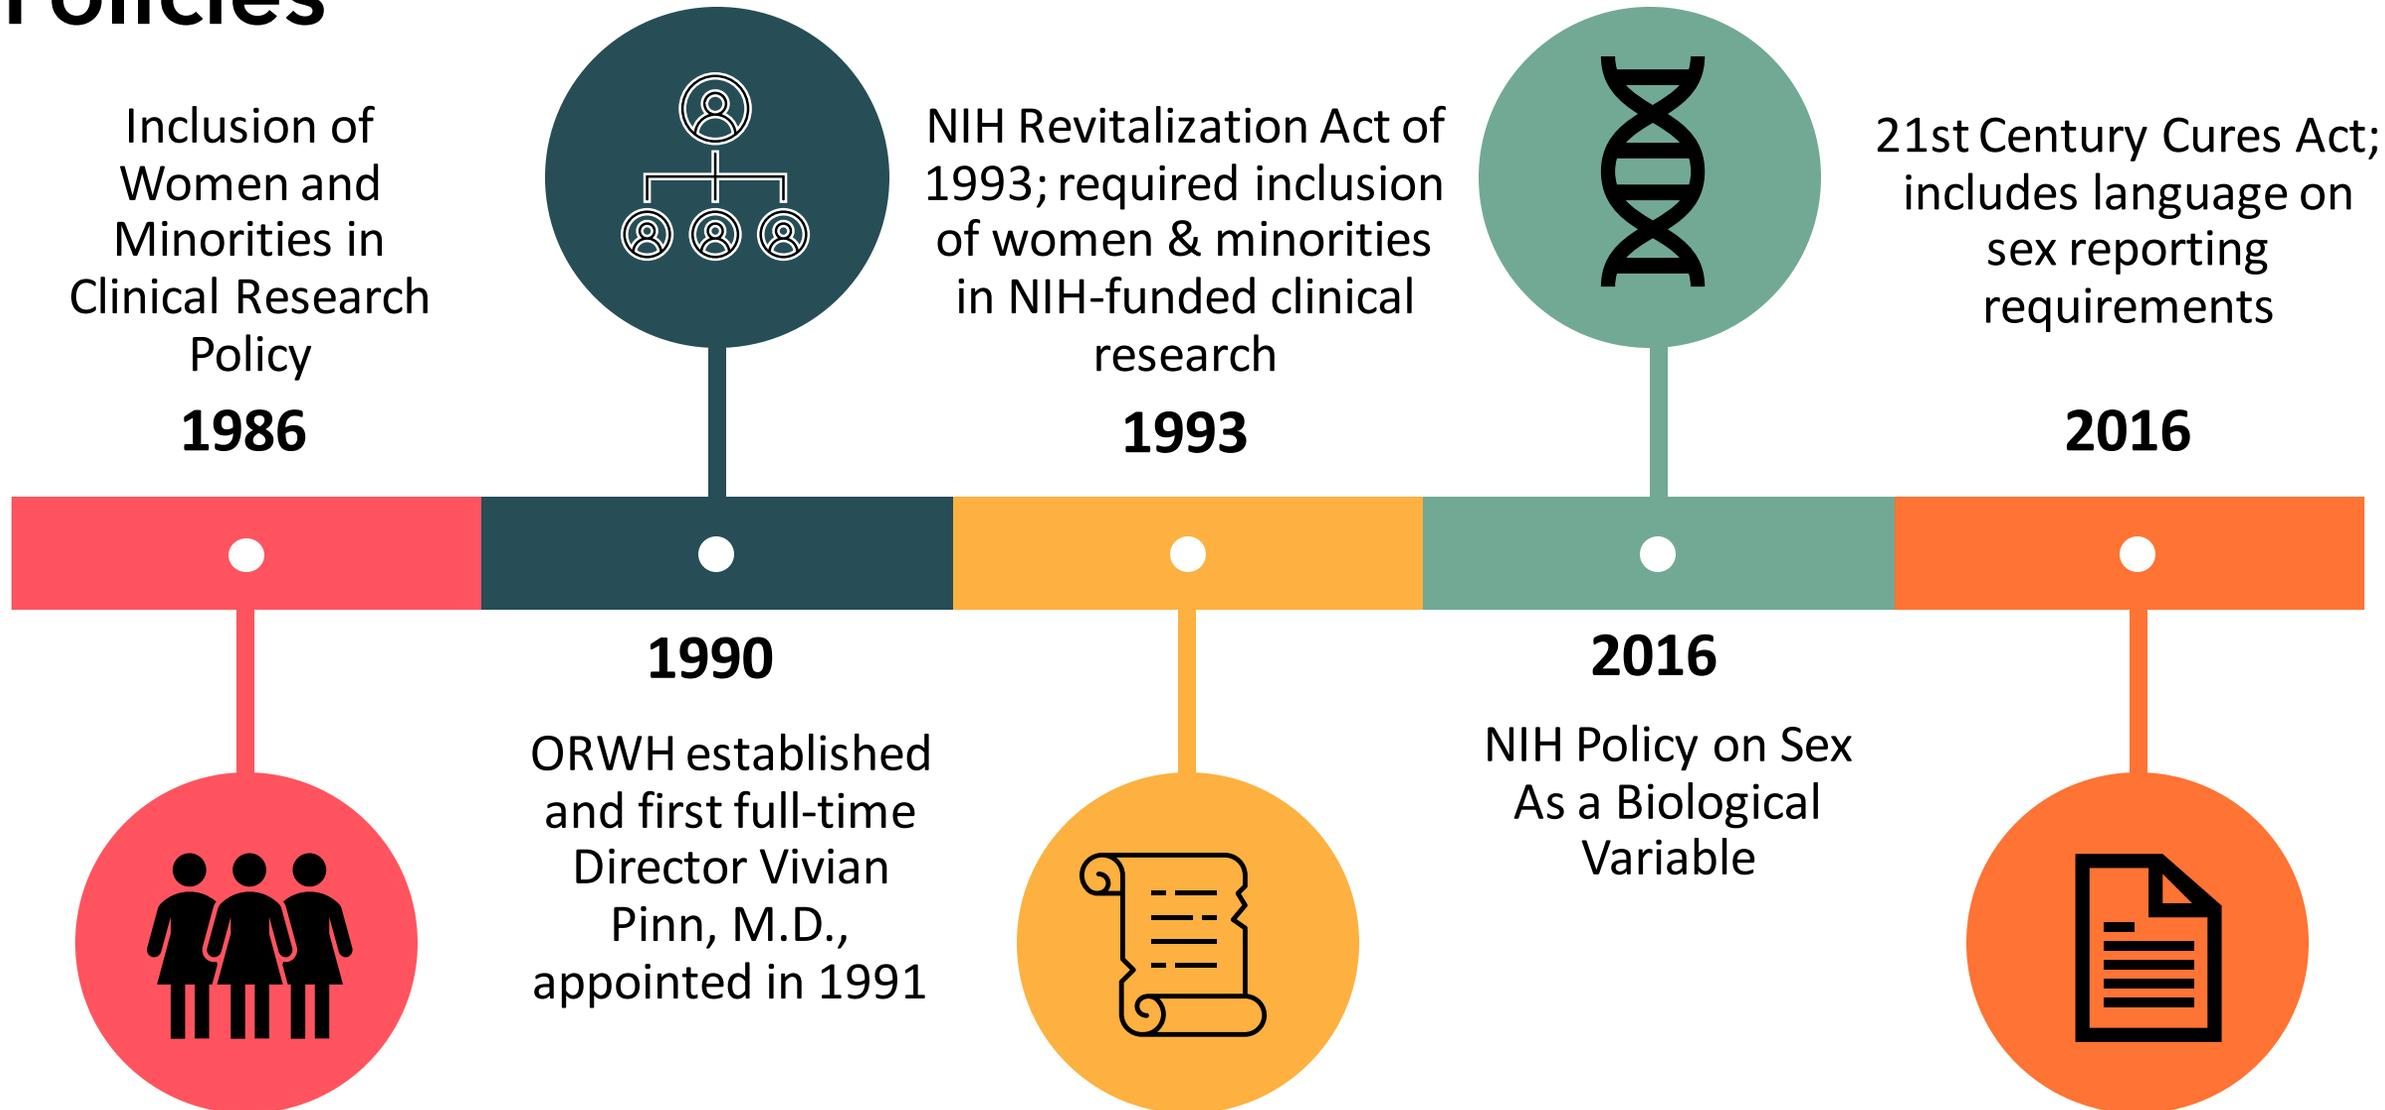 Policies
Inclusion of
Women and
Minorities in
Clinical Research
Policy
1986
1990
ORWH established
and first full-time
Director Vivian
Pinn, M.D.,
appointed in 1991
NIH Revitalization Act of
1993; required inclusion
of women & minorities
in NIH-funded clinical
research
1993
2016
NIH Policy on Sex
As a Biological
Variable
21st Century Cures Act;
includes language on
sex reporting
requirements
2016